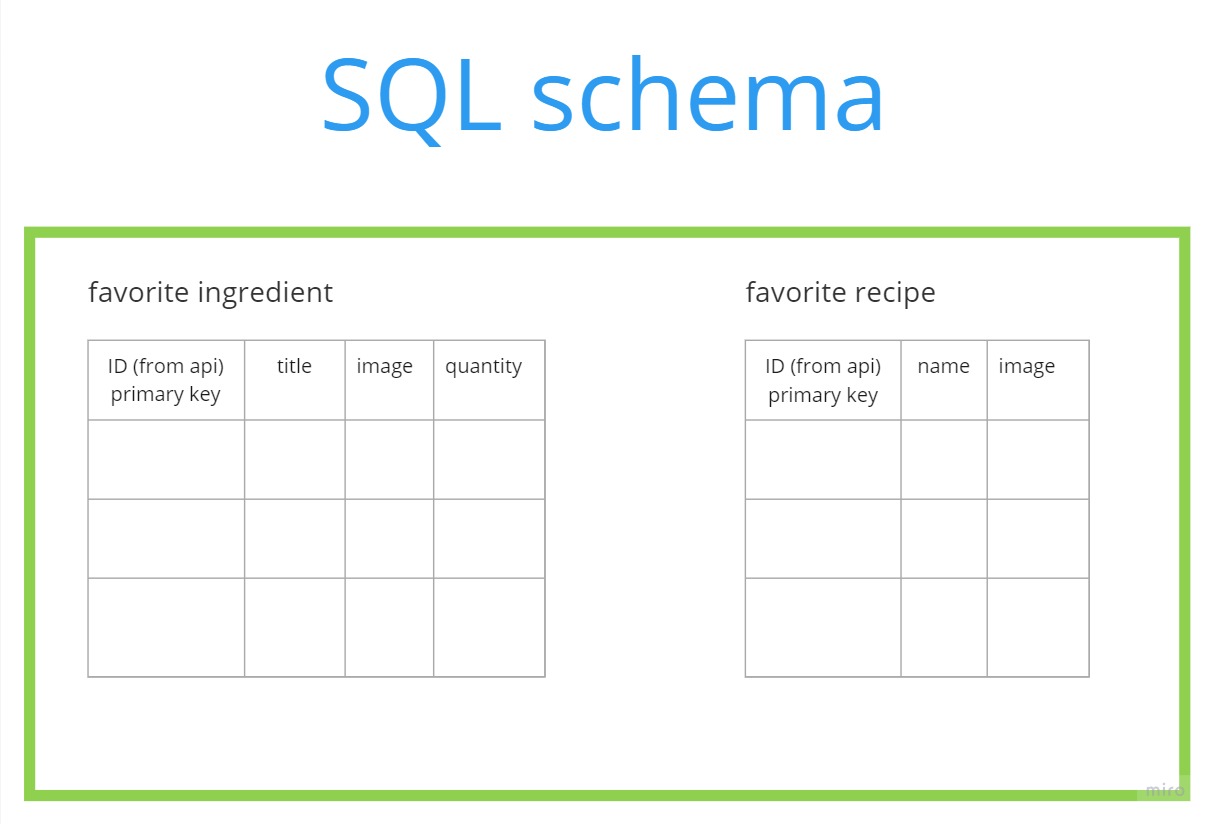 SQL schema
favorite ingredient
favorite recipe
ID (from api)
primary key
title
image
quantity
ID (from api)
primary key
name
image
miro